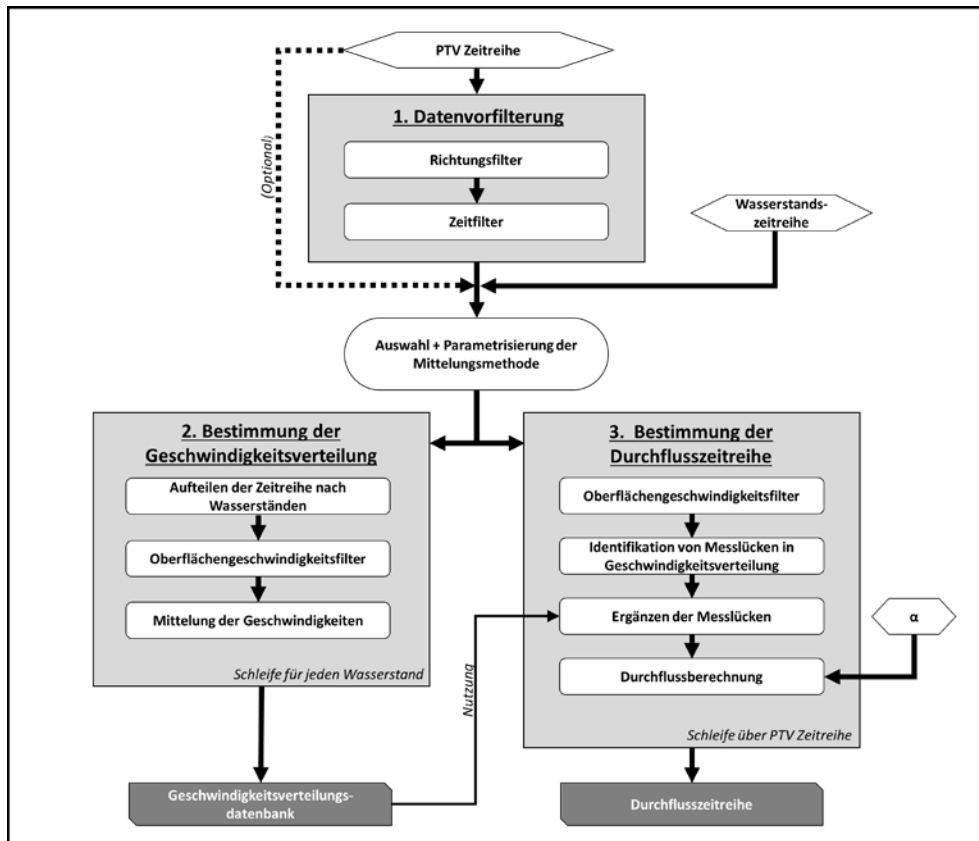 PTV Zeitreihe
1. Datenvorfilterung
Richtungsfilter
Zeitfilter
(Optional)
Wasserstands-
zeitreihe
Auswahl + Parametrisierung der
Mittelungsmethode
2. Bestimmung der
Geschwindigkeitsverteilung
Aufteilen der Zeitreihe nach
Wasserständen
Oberflächengeschwindigkeitsfilter
Mittelung der Geschwindigkeiten
Schleife für jeden Wasserstand
3. Bestimmung der
Durchflusszeitreihe
Oberflächengeschwindigkeitsfilter
Identifikation von Messlücken in
Geschwindigkeitsverteilung
Ergänzen der Messlücken
α
Durchflussberechnung
Schleife über PTV Zeitreihe
Nutzung
Geschwindigkeitsverteilungs-
datenbank
Durchflusszeitreihe